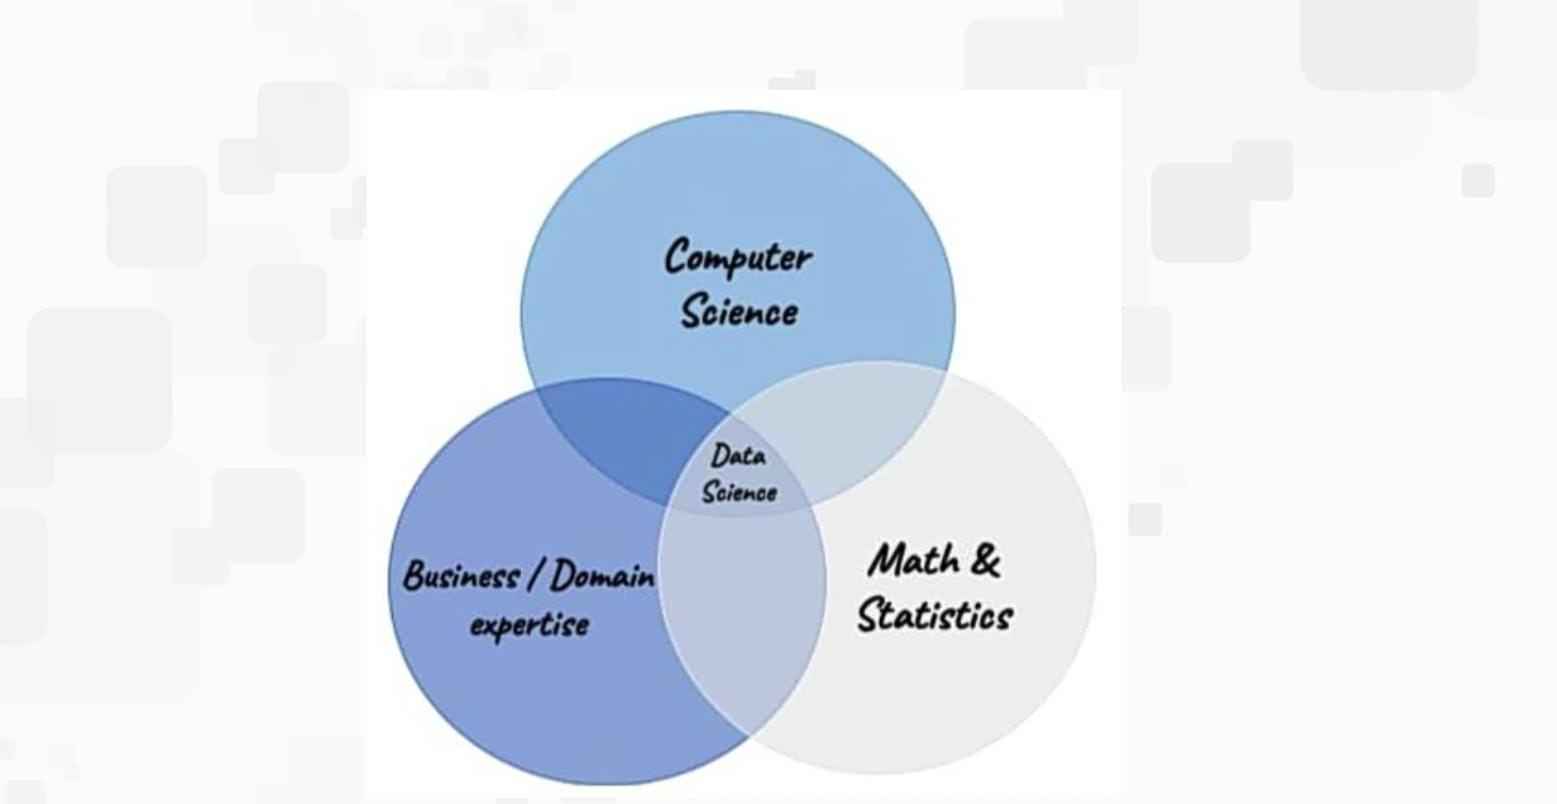 Computer
Science
Data
Science
Business / Domain
expertise
Math &
Statistics